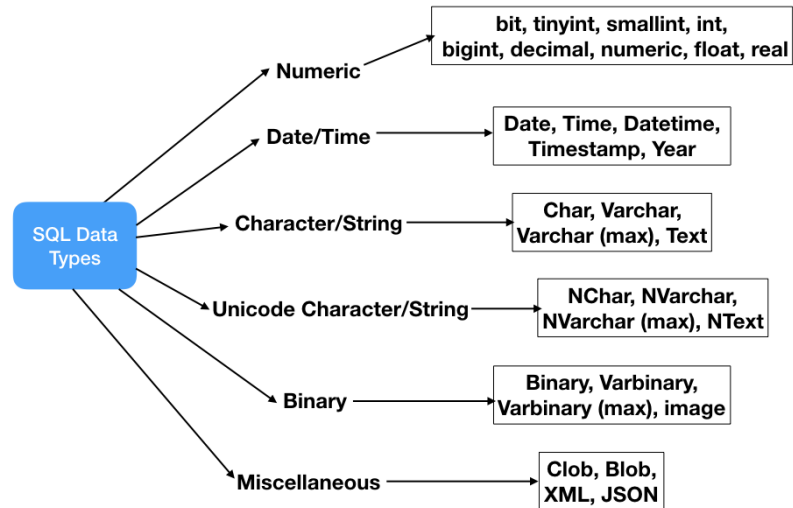 bit, tinyint, smallint, int,
bigint, decimal, numeric, float, real
Numeric
Date/Time
Date, Time, Datetime,
Timestamp, Year
Character/String
Char, Varchar,
Varchar (max), Text
SQL Data
Types
Unicode Character/String
NChar, NVarchar,
NVarchar (max), NText
Binary
Binary, Varbinary,
Varbinary (max), image
Miscellaneous
Clob, Blob,
XML, JSON